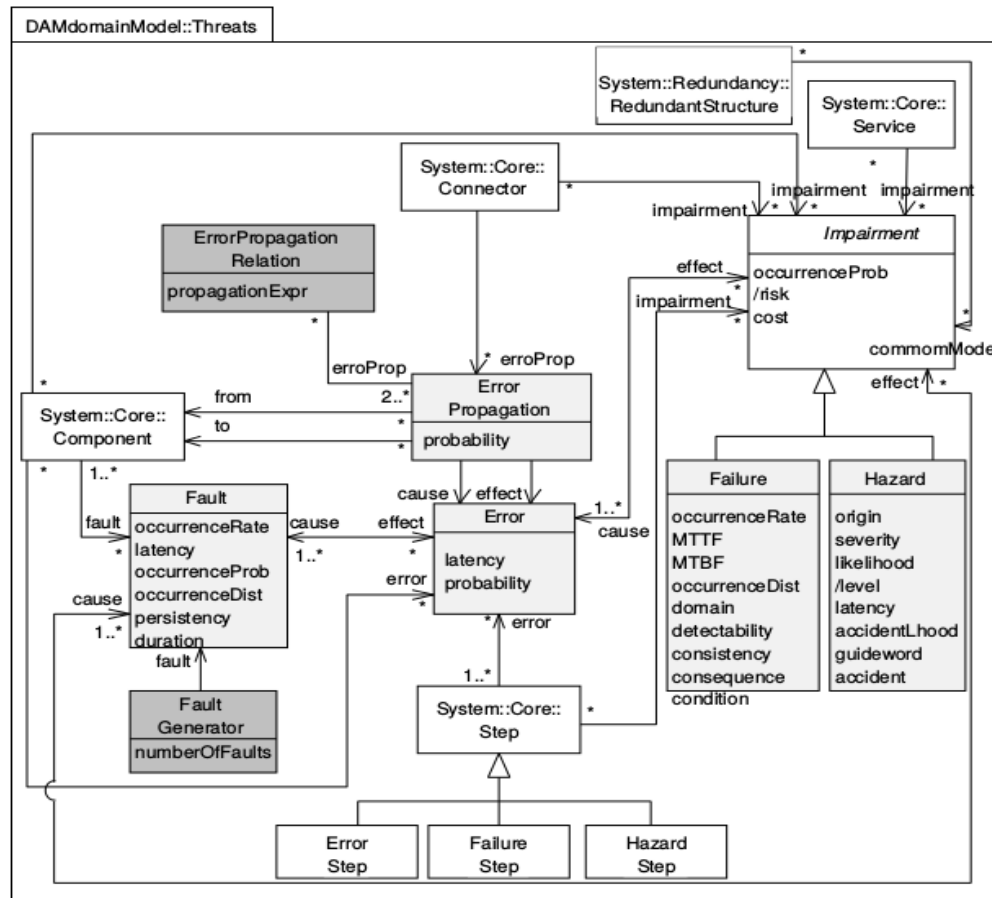 DAMdomainModel::Threats
System::Redundancy::
RedundantStructure
*
System::Core::
Service
*
System::Core::
Connector
*
impairment
*
impairment
*
impairment
*
Impairment
occurrenceProb
/risk
cost
effect
*
impairment
*
*
commomMode
effect
*
ErrorPropagation
Relation
propagationExpr
*
erroProp
2..*
*
erroProp
Error
Propagation
probability
from
*
to
*
*
System::Core::
Component
*
1..*
fault
*
Fault
occurrenceRate
latency
occurrenceProb
occurrenceDist
persistency
duration
cause
1..*
effect
*
cause
effect
Error
latency
probability
1..*
cause
error
*
*
error
cause
1..*
fault
Fault
Generator
numberOfFaults
1..*
System::Core::
Step
*
Failure
occurrenceRate
MTTF
MTBF
occurrenceDist
domain
detectability
consistency
consequence
condition
Hazard
origin
severity
likelihood
/level
latency
accidentLhood
guideword
accident
Error
Step
Failure
Step
Hazard
Step